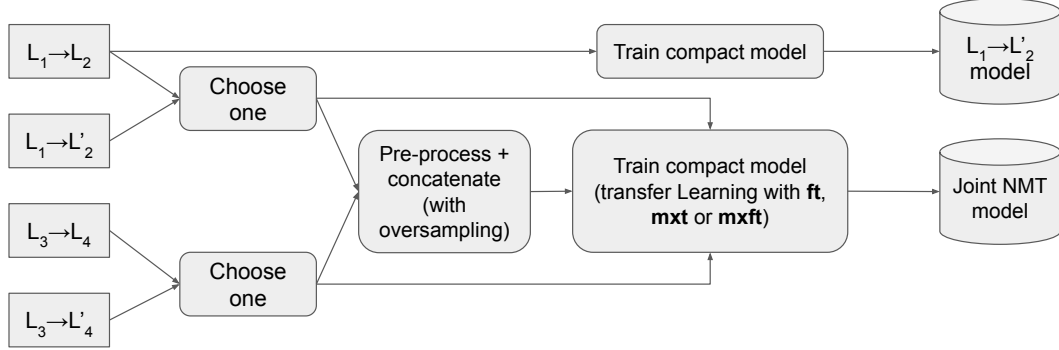 L₁→L₂
L₁→L'₂
L₃→L₄
L₃→L'₄
Choose
one
Choose
one
Pre-process +
concatenate
(with
oversampling)
Train compact model
Train compact model
(transfer Learning with ft,
mxt or mxft)
L₁→L'₂
model
Joint NMT
model